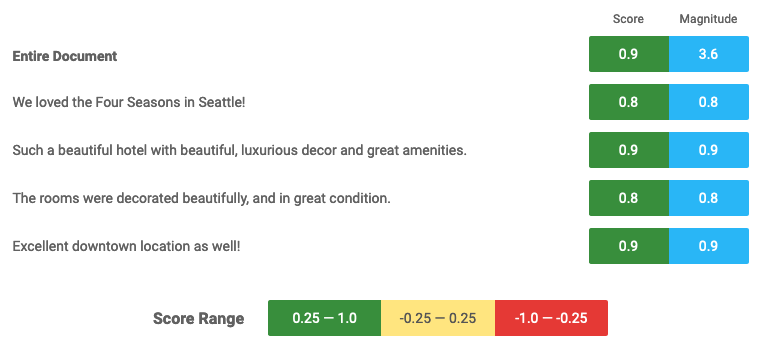 Score Magnitude
Entire Document 0.9 3.6
We loved the Four Seasons in Seattle! 0.8 0.8
Such a beautiful hotel with beautiful, luxurious decor and great amenities. 0.9 0.9
The rooms were decorated beautifully, and in great condition. 0.8 0.8
Excellent downtown location as well! 0.9 0.9
Score Range 0.25 — 1.0 -0.25 — 0.25 -1.0 — -0.25